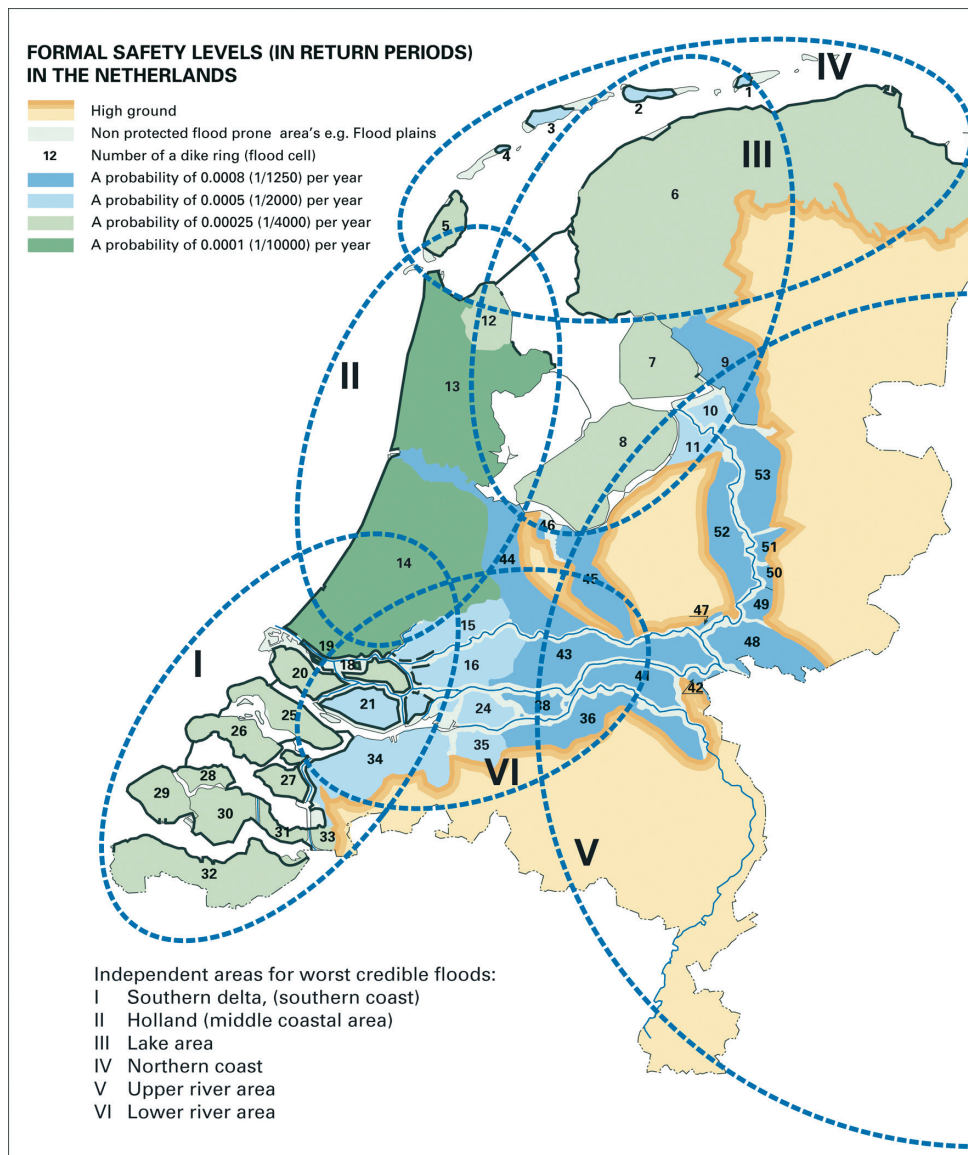 FORMAL SAFETY LEVELS (IN RETURN PERIODS)
IN THE NETHERLANDS
High ground
Non protected flood prone area's e.g. Flood plains
12 Number of a dike ring (flood cell)
A probability of 0.0008 (1/1250) per year
A probability of 0.0005 (1/2000) per year
A probability of 0.00025 (1/4000) per year
A probability of 0.0001 (1/10000) per year
IV
1
2
3
4
III
5
6
12
7
9
II
13
10
8
11
53
46
52
44
51
14
45
50
49
47
15
48
I
19
18
43
16
20
41
42
21
24
38
25
36
26
35
34
VI
28
27
29
30
31
33
V
32
Independent areas for worst credible floods:
I Southern delta, (southern coast)
II Holland (middle coastal area)
III Lake area
IV Northern coast
V Upper river area
VI Lower river area